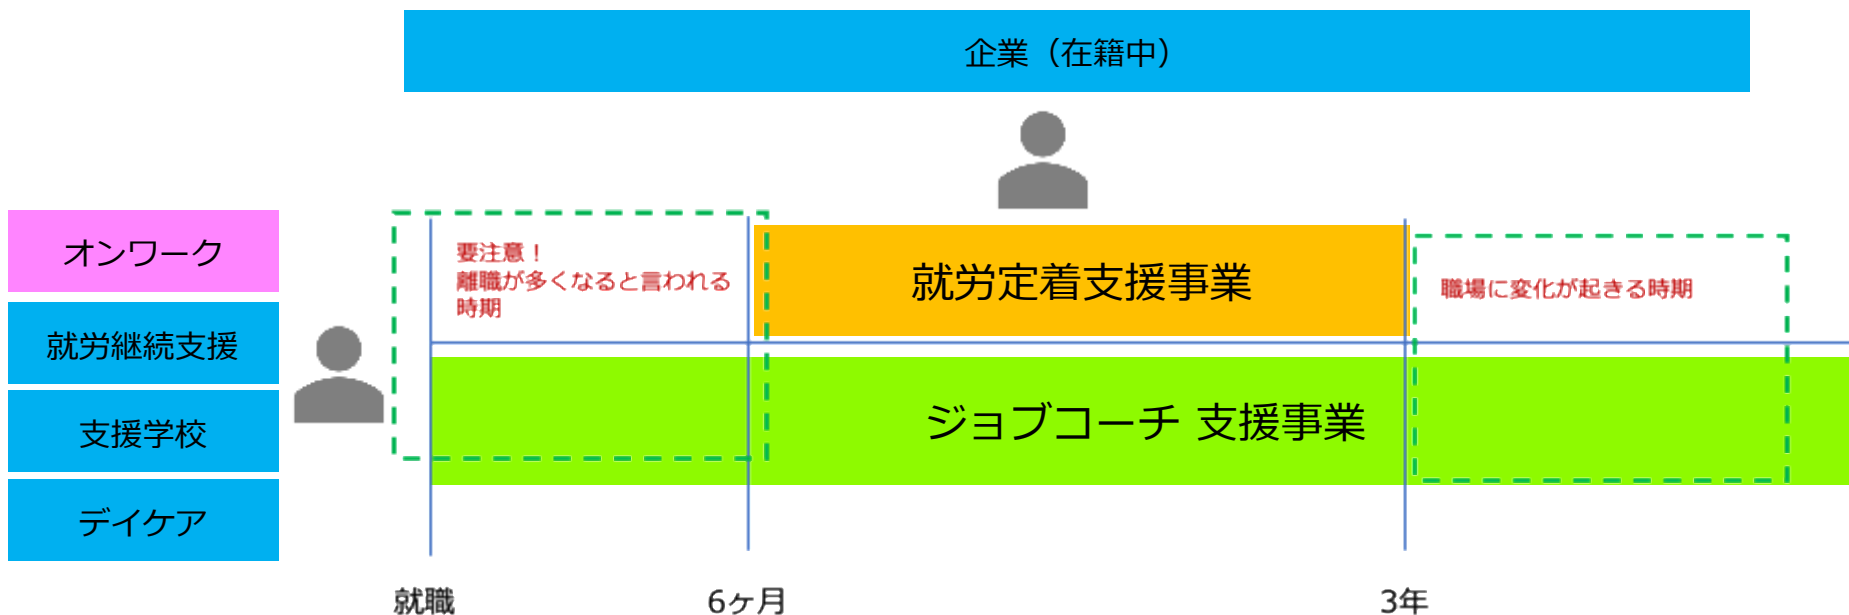 企業（在籍中）
オンワーク
就労継続支援
支援学校
デイケア
要注意！
離職が多くなると言われる
時期
就労定着支援事業
職場に変化が起きる時期
ジョブコーチ 支援事業
就職
6ヶ月
3年